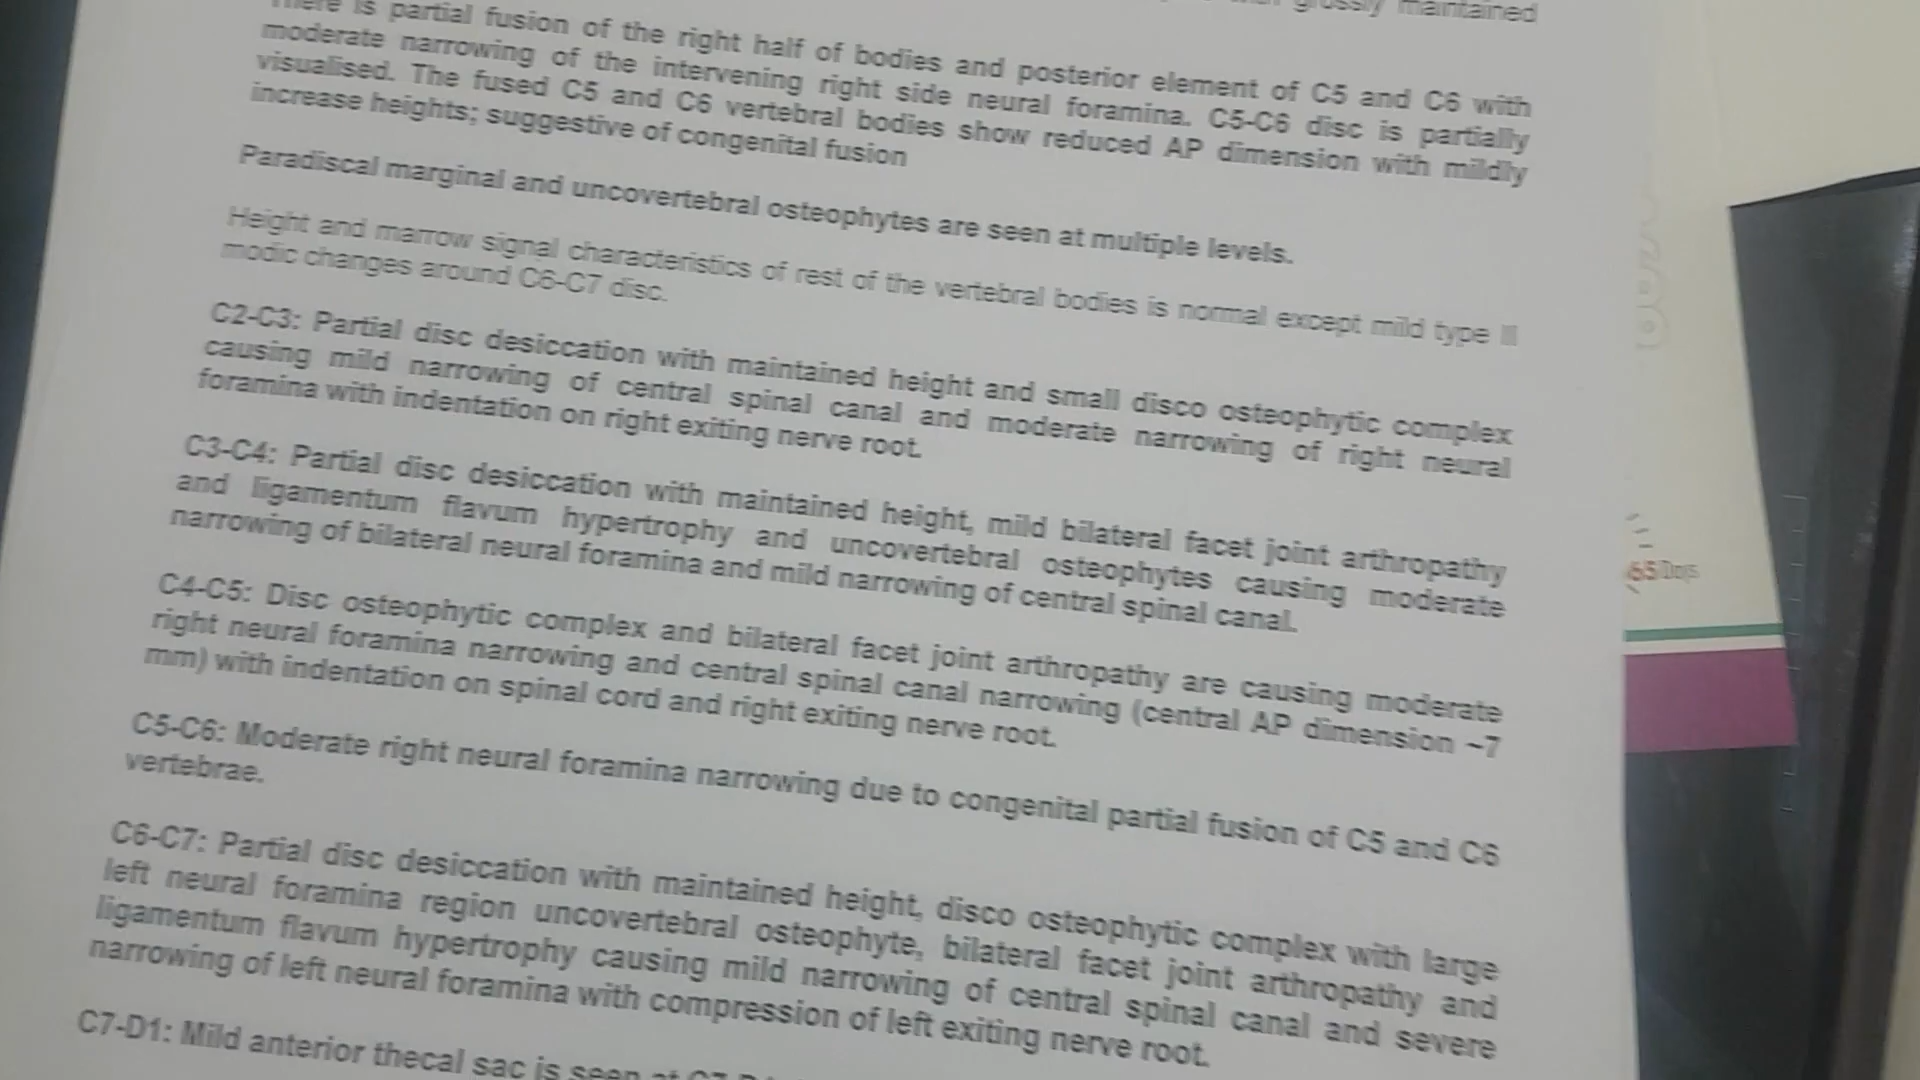 grossly maintained
There is partial fusion of the right half of bodies and posterior element of C5 and C6 with
moderate narrowing of the intervening right side neural foramina. C5-C6 disc is partially
visualised. The fused C5 and C6 vertebral bodies show reduced AP dimension with mildly
increase heights; suggestive of congenital fusion
Paradiscal marginal and uncovertebral osteophytes are seen at multiple levels.
Height and marrow signal characteristics of rest of the vertebral bodies is normal except mild type III
modic changes around C6-C7 disc.
C2-C3: Partial disc desiccation with maintained height and small disco osteophytic complex
causing mild narrowing of central spinal canal and moderate narrowing of right neural
foramina with indentation on right exiting nerve root.
C3-C4: Partial disc desiccation with maintained height, mild bilateral facet joint arthropathy
and ligamentum flavum hypertrophy and uncovertebral osteophytes causing moderate
narrowing of bilateral neural foramina and mild narrowing of central spinal canal.
C4-C5: Disc osteophytic complex and bilateral facet joint arthropathy are causing moderate
right neural foramina narrowing and central spinal canal narrowing (central AP dimension ~7
mm) with indentation on spinal cord and right exiting nerve root.
C5-C6: Moderate right neural foramina narrowing due to congenital partial fusion of C5 and C6
vertebrae.
C6-C7: Partial disc desiccation with maintained height, disco osteophytic complex with large
left neural foramina region uncovertebral osteophyte, bilateral facet joint arthropathy and
ligamentum flavum hypertrophy causing mild narrowing of central spinal canal and severe
narrowing of left neural foramina with compression of left exiting nerve root.
C7-D1: Mild anterior thecal sac is seen at
Days